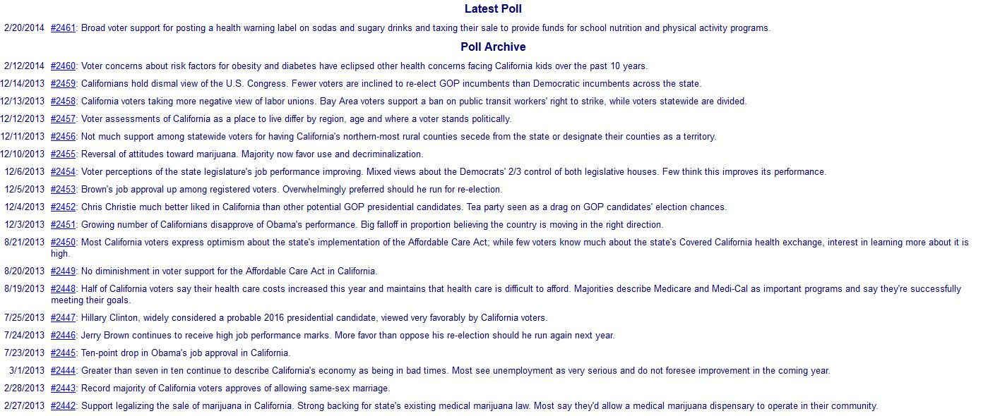 Latest Poll
2/20/2014 #2461: Broad voter support for posting a health warning label on sodas and sugary drinks and taxing their sale to provide funds for school nutrition and physical activity programs.
Poll Archive
2/12/2014 #2460: Voter concerns about risk factors for obesity and diabetes have eclipsed other health concerns facing California kids over the past 10 years.
12/14/2013 #2459: Californians hold dismal view of the U.S. Congress. Fewer voters are inclined to re-elect GOP incumbents than Democratic incumbents across the state.
12/13/2013 #2458: California voters taking more negative view of labor unions. Bay Area voters support a ban on public transit workers' right to strike, while voters statewide are divided.
12/12/2013 #2457: Voter assessments of California as a place to live differ by region, age and where a voter stands politically.
12/11/2013 #2456: Not much support among statewide voters for having California's northern-most rural counties secede from the state or designate their counties as a territory.
12/10/2013 #2455: Reversal of attitudes toward marijuana. Majority now favor use and decriminalization.
12/6/2013 #2454: Voter perceptions of the state legislature's job performance improving. Mixed views about the Democrats' 2/3 control of both legislative houses. Few think this improves its performance.
12/5/2013 #2453: Brown's job approval up among registered voters. Overwhelmingly preferred should he run for re-election.
12/4/2013 #2452: Chris Christie much better liked in California than other potential GOP presidential candidates. Tea party seen as a drag on GOP candidates' election chances.
12/3/2013 #2451: Growing number of Californians disapprove of Obama's performance. Big falloff in proportion believing the country is moving in the right direction.
8/21/2013 #2450: Most California voters express optimism about the state's implementation of the Affordable Care Act; while few voters know much about the state's Covered California health exchange, interest in learning more about it is
high.
8/20/2013 #2449: No diminishment in voter support for the Affordable Care Act in California.
8/19/2013 #2448: Half of California voters say their health care costs increased this year and maintains that health care is difficult to afford. Majorities describe Medicare and Medi-Cal as important programs and say they're successfully
meeting their goals.
7/25/2013 #2447: Hillary Clinton, widely considered a probable 2016 presidential candidate, viewed very favorably by California voters.
7/24/2013 #2446: Jerry Brown continues to receive high job performance marks. More favor than oppose his re-election should he run again next year.
7/23/2013 #2445: Ten-point drop in Obama's job approval in California.
3/1/2013 #2444: Greater than seven in ten continue to describe California's economy as being in bad times. Most see unemployment as very serious and do not foresee improvement in the coming year.
2/28/2013 #2443: Record majority of California voters approves of allowing same-sex marriage.
2/27/2013 #2442: Support legalizing the sale of marijuana in California. Strong backing for state's existing medical marijuana law. Most say they'd allow a medical marijuana dispensary to operate in their community.